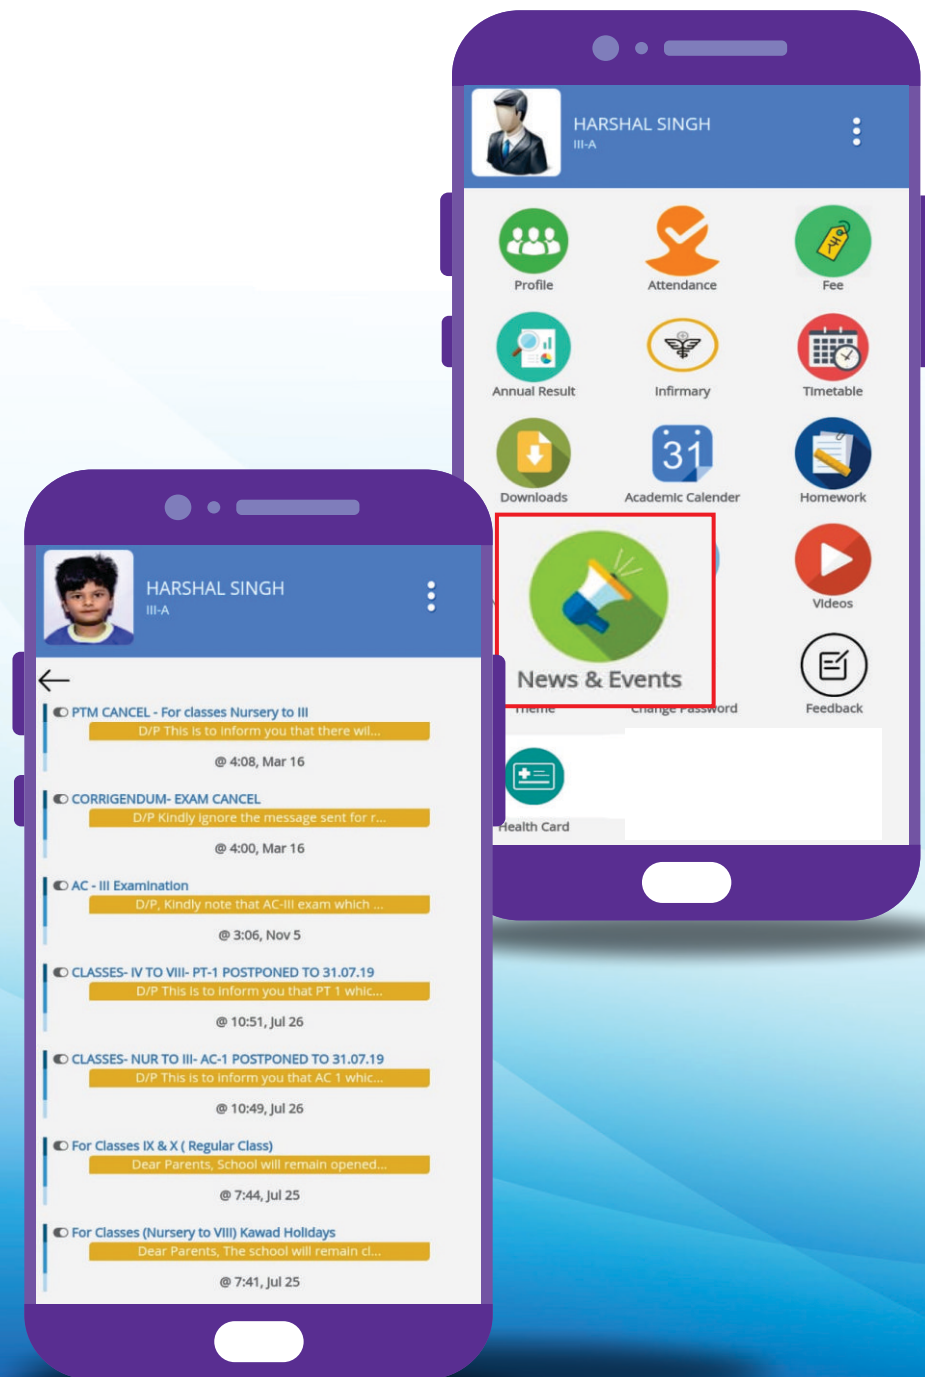 HARSHAL SINGH
III-A
Profile
Attendance
Fee
Annual Result
Infirmary
Timetable
Downloads
31
Academic Calender
Homework
News & Events
Videos
Theme
Change Password
Feedback
Health Card
HARSHAL SINGH
III-A
PTM CANCEL - For classes Nursery to III
D/P This is to inform you that there wil...
@ 4:08, Mar 16
CORRIGENDUM- EXAM CANCEL
D/P Kindly ignore the message sent for r...
@ 4:00, Mar 16
AC - III Examination
D/P, Kindly note that AC-III exam which ...
@ 3:06, Nov 5
CLASSES- IV TO VIII- PT-1 POSTPONED TO 31.07.19
D/P This is to inform you that PT 1 whic...
@ 10:51, Jul 26
CLASSES- NUR TO III- AC-1 POSTPONED TO 31.07.19
D/P This is to inform you that AC 1 whic...
@ 10:49, Jul 26
For Classes IX & X ( Regular Class)
Dear Parents, School will remain opened...
@ 7:44, Jul 25
For Classes (Nursery to VIII) Kawad Holidays
Dear Parents, The school will remain cl...
@ 7:41, Jul 25